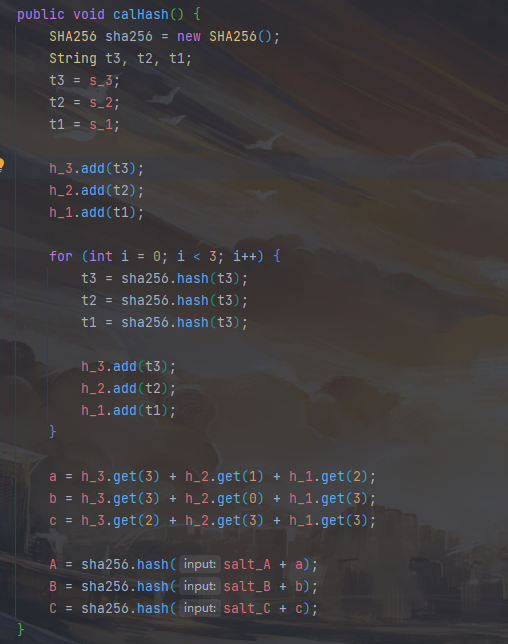 public void calHash() {
SHA256 sha256 = new SHA256();
String t3, t2, t1;
t3 = s_3;
t2 = s_2;
t1 = s_1;
h_3.add(t3);
h_2.add(t2);
h_1.add(t1);
for (int i = 0; i < 3; i++) {
t3 = sha256.hash(t3);
t2 = sha256.hash(t3);
t1 = sha256.hash(t3);
h_3.add(t3);
h_2.add(t2);
h_1.add(t1);
}
a = h_3.get(3) + h_2.get(1) + h_1.get(2);
b = h_3.get(3) + h_2.get(0) + h_1.get(3);
c = h_3.get(2) + h_2.get(3) + h_1.get(3);
A = sha256.hash( input: salt_A + a);
B = sha256.hash( input: salt_B + b);
C = sha256.hash( input: salt_C + c);
}